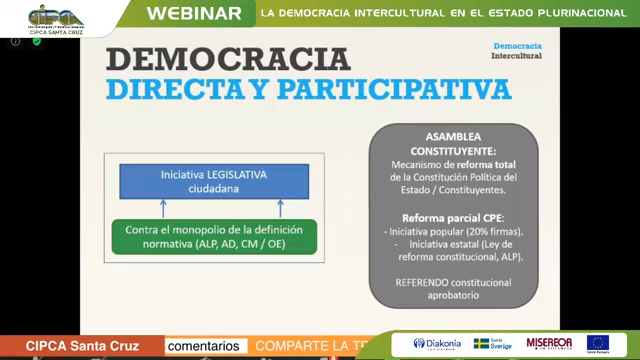 CIPCA SANTA CRUZ
WEBINAR
LA DEMOCRACIA INTERCULTURAL EN EL ESTADO PLURINACIONAL
DEMOCRACIA
DIRECTA Y PARTICIPATIVA
Democracia
Intercultural
Iniciativa LEGISLATIVA
ciudadana
Contra el monopolio de la definición
normativa (ALP, AD, CM / OE)
ASAMBLEA
CONSTITUYENTE:
Mecanismo de reforma total
de la Constitución Política del
Estado / Constituyentes.
Reforma parcial CPE:
- Iniciativa popular (20% firmas).
- Iniciativa estatal (Ley de
reforma constitucional, ALP).
REFERENDO constitucional
aprobatorio
CIPCA Santa Cruz
comentarios
COMPARTE LA
Diakonia
Sverige
MISEREOR